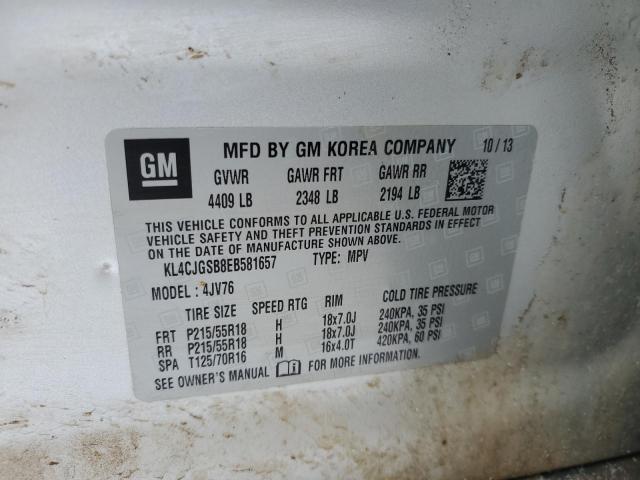 GM
MFD BY GM KOREA COMPANY 10 / 13
GVWR GAWR FRT GAWR RR
4409 LB 2348 LB 2194 LB
THIS VEHICLE CONFORMS TO ALL APPLICABLE U.S. FEDERAL MOTOR
VEHICLE SAFETY AND THEFT PREVENTION STANDARDS IN EFFECT
ON THE DATE OF MANUFACTURE SHOWN ABOVE.
KL4CJGSB8EB581657 TYPE: MPV
MODEL : 4JV76
TIRE SIZE SPEED RTG RIM COLD TIRE PRESSURE
FRT P215/55R18 H 18x7.0J 240KPA, 35 PSI
RR P215/55R18 H 18x7.0J 240KPA, 35 PSI
SPA T125/70R16 M 16x4.0T 420KPA, 60 PSI
SEE OWNER'S MANUAL FOR MORE INFORMATION